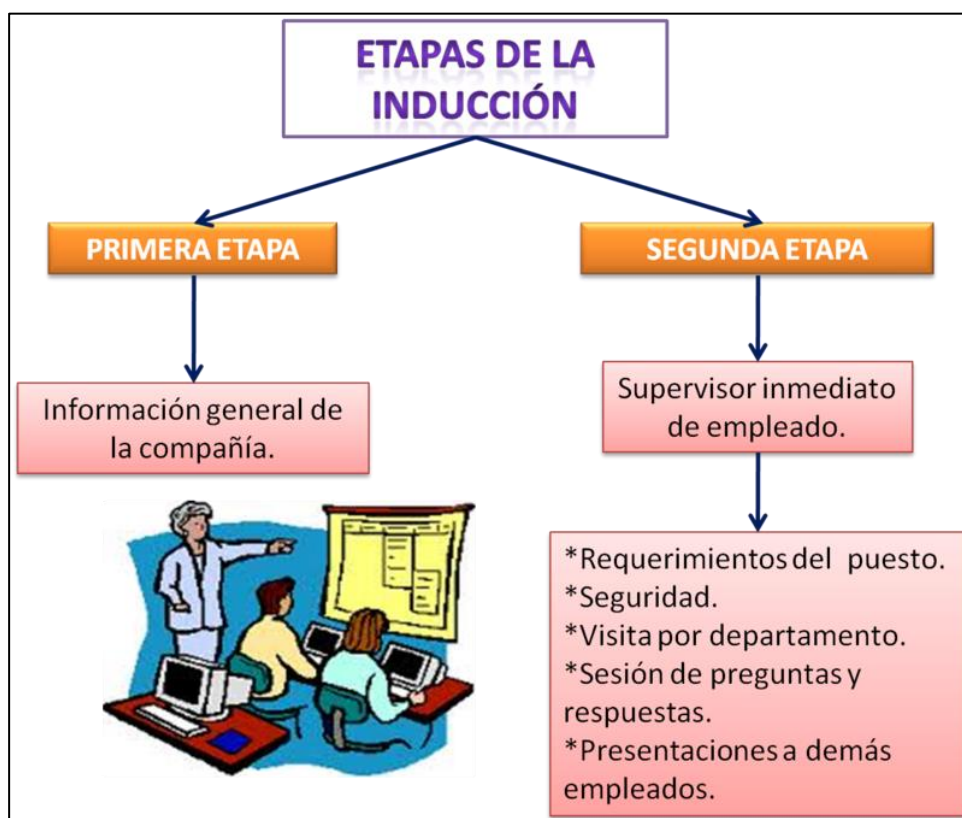 ETAPAS DE LA
INDUCCIÓN
PRIMERA ETAPA
SEGUNDA ETAPA
Información general de
la compañía.
Supervisor inmediato
de empleado.
*Requerimientos del puesto.
*Seguridad.
*Visita por departamento.
*Sesión de preguntas y
respuestas.
*Presentaciones a demás
empleados.